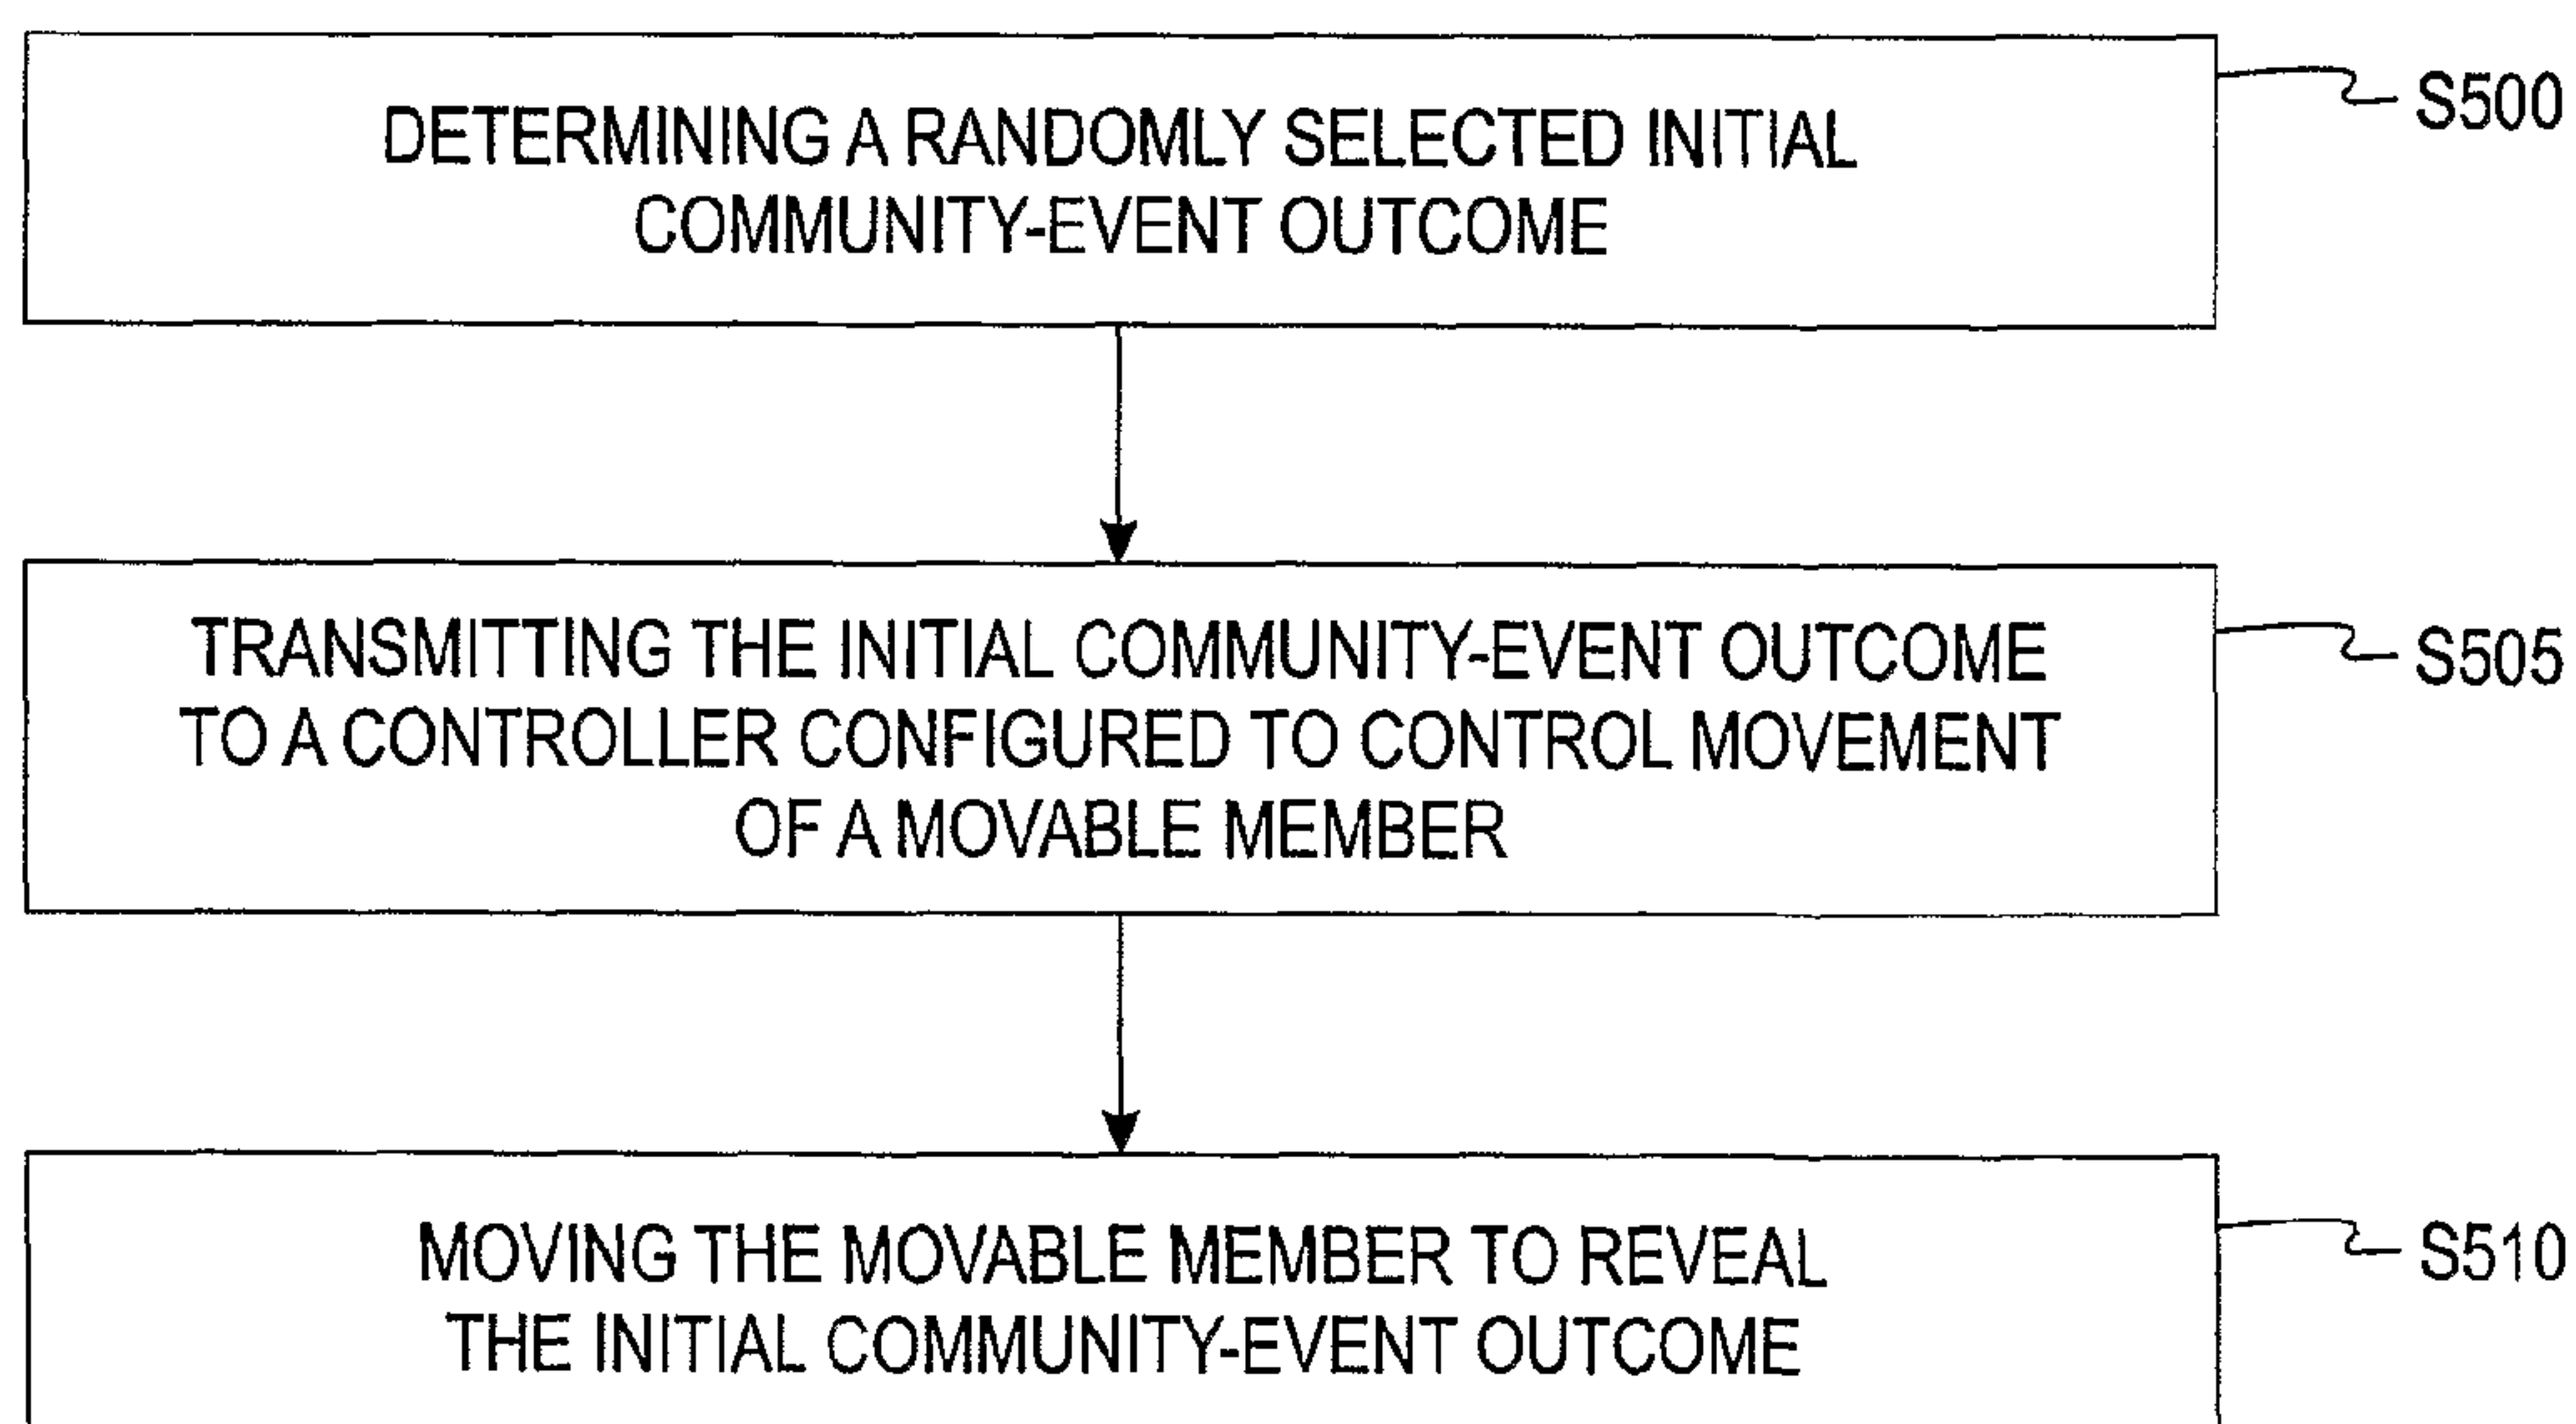 DETERMINING A RANDOMLY SELECTED INITIAL
COMMUNITY-EVENT OUTCOME
S500
TRANSMITTING THE INITIAL COMMUNITY-EVENT OUTCOME
TO A CONTROLLER CONFIGURED TO CONTROL MOVEMENT
OF A MOVABLE MEMBER
S505
MOVING THE MOVABLE MEMBER TO REVEAL
THE INITIAL COMMUNITY-EVENT OUTCOME
S510